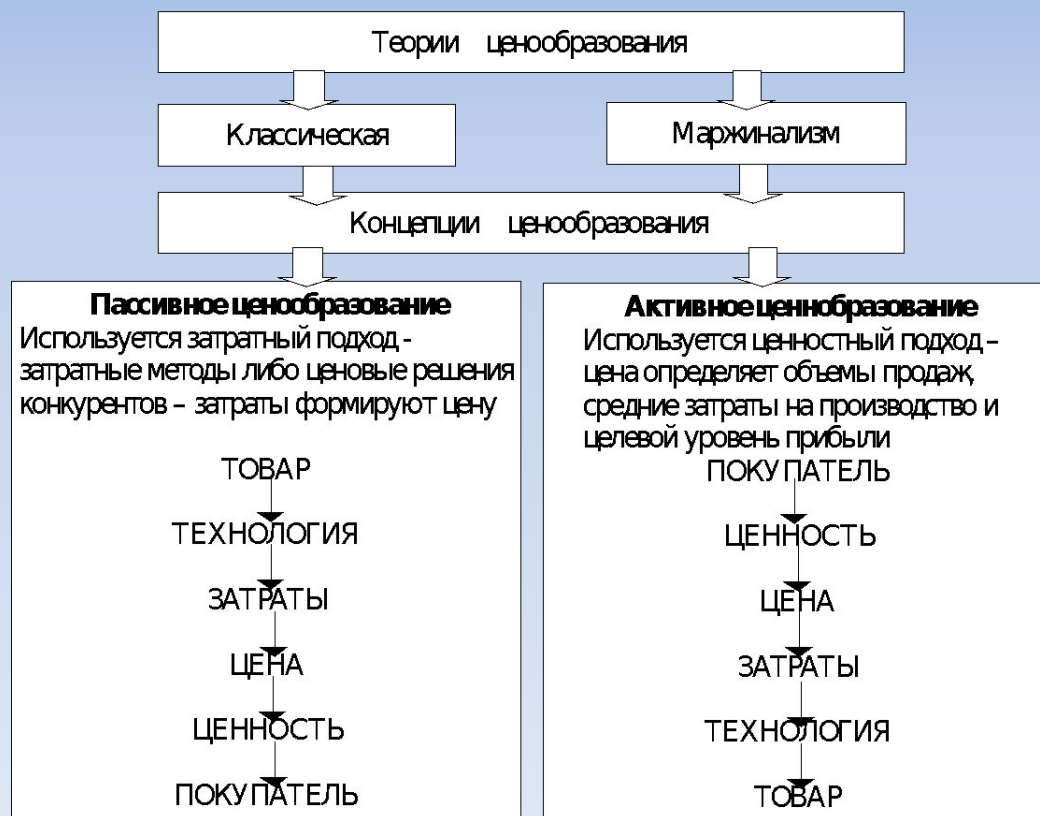 Теории ценообразования
Классическая
Маржинализм
Концепции ценообразования
Пассивное ценообразование
Используется затратный подход -
затратные методы либо ценовые решения
конкурентов – затраты формируют цену
ТОВАР
ТЕХНОЛОГИЯ
ЗАТРАТЫ
ЦЕНА
ЦЕННОСТЬ
ПОКУПАТЕЛЬ
Активное ценнобразование
Используется ценностный подход –
цена определяет объемы продаж,
средние затраты на производство и
целевой уровень прибыли
ПОКУПАТЕЛЬ
ЦЕННОСТЬ
ЦЕНА
ЗАТРАТЫ
ТЕХНОЛОГИЯ
ТОВАР